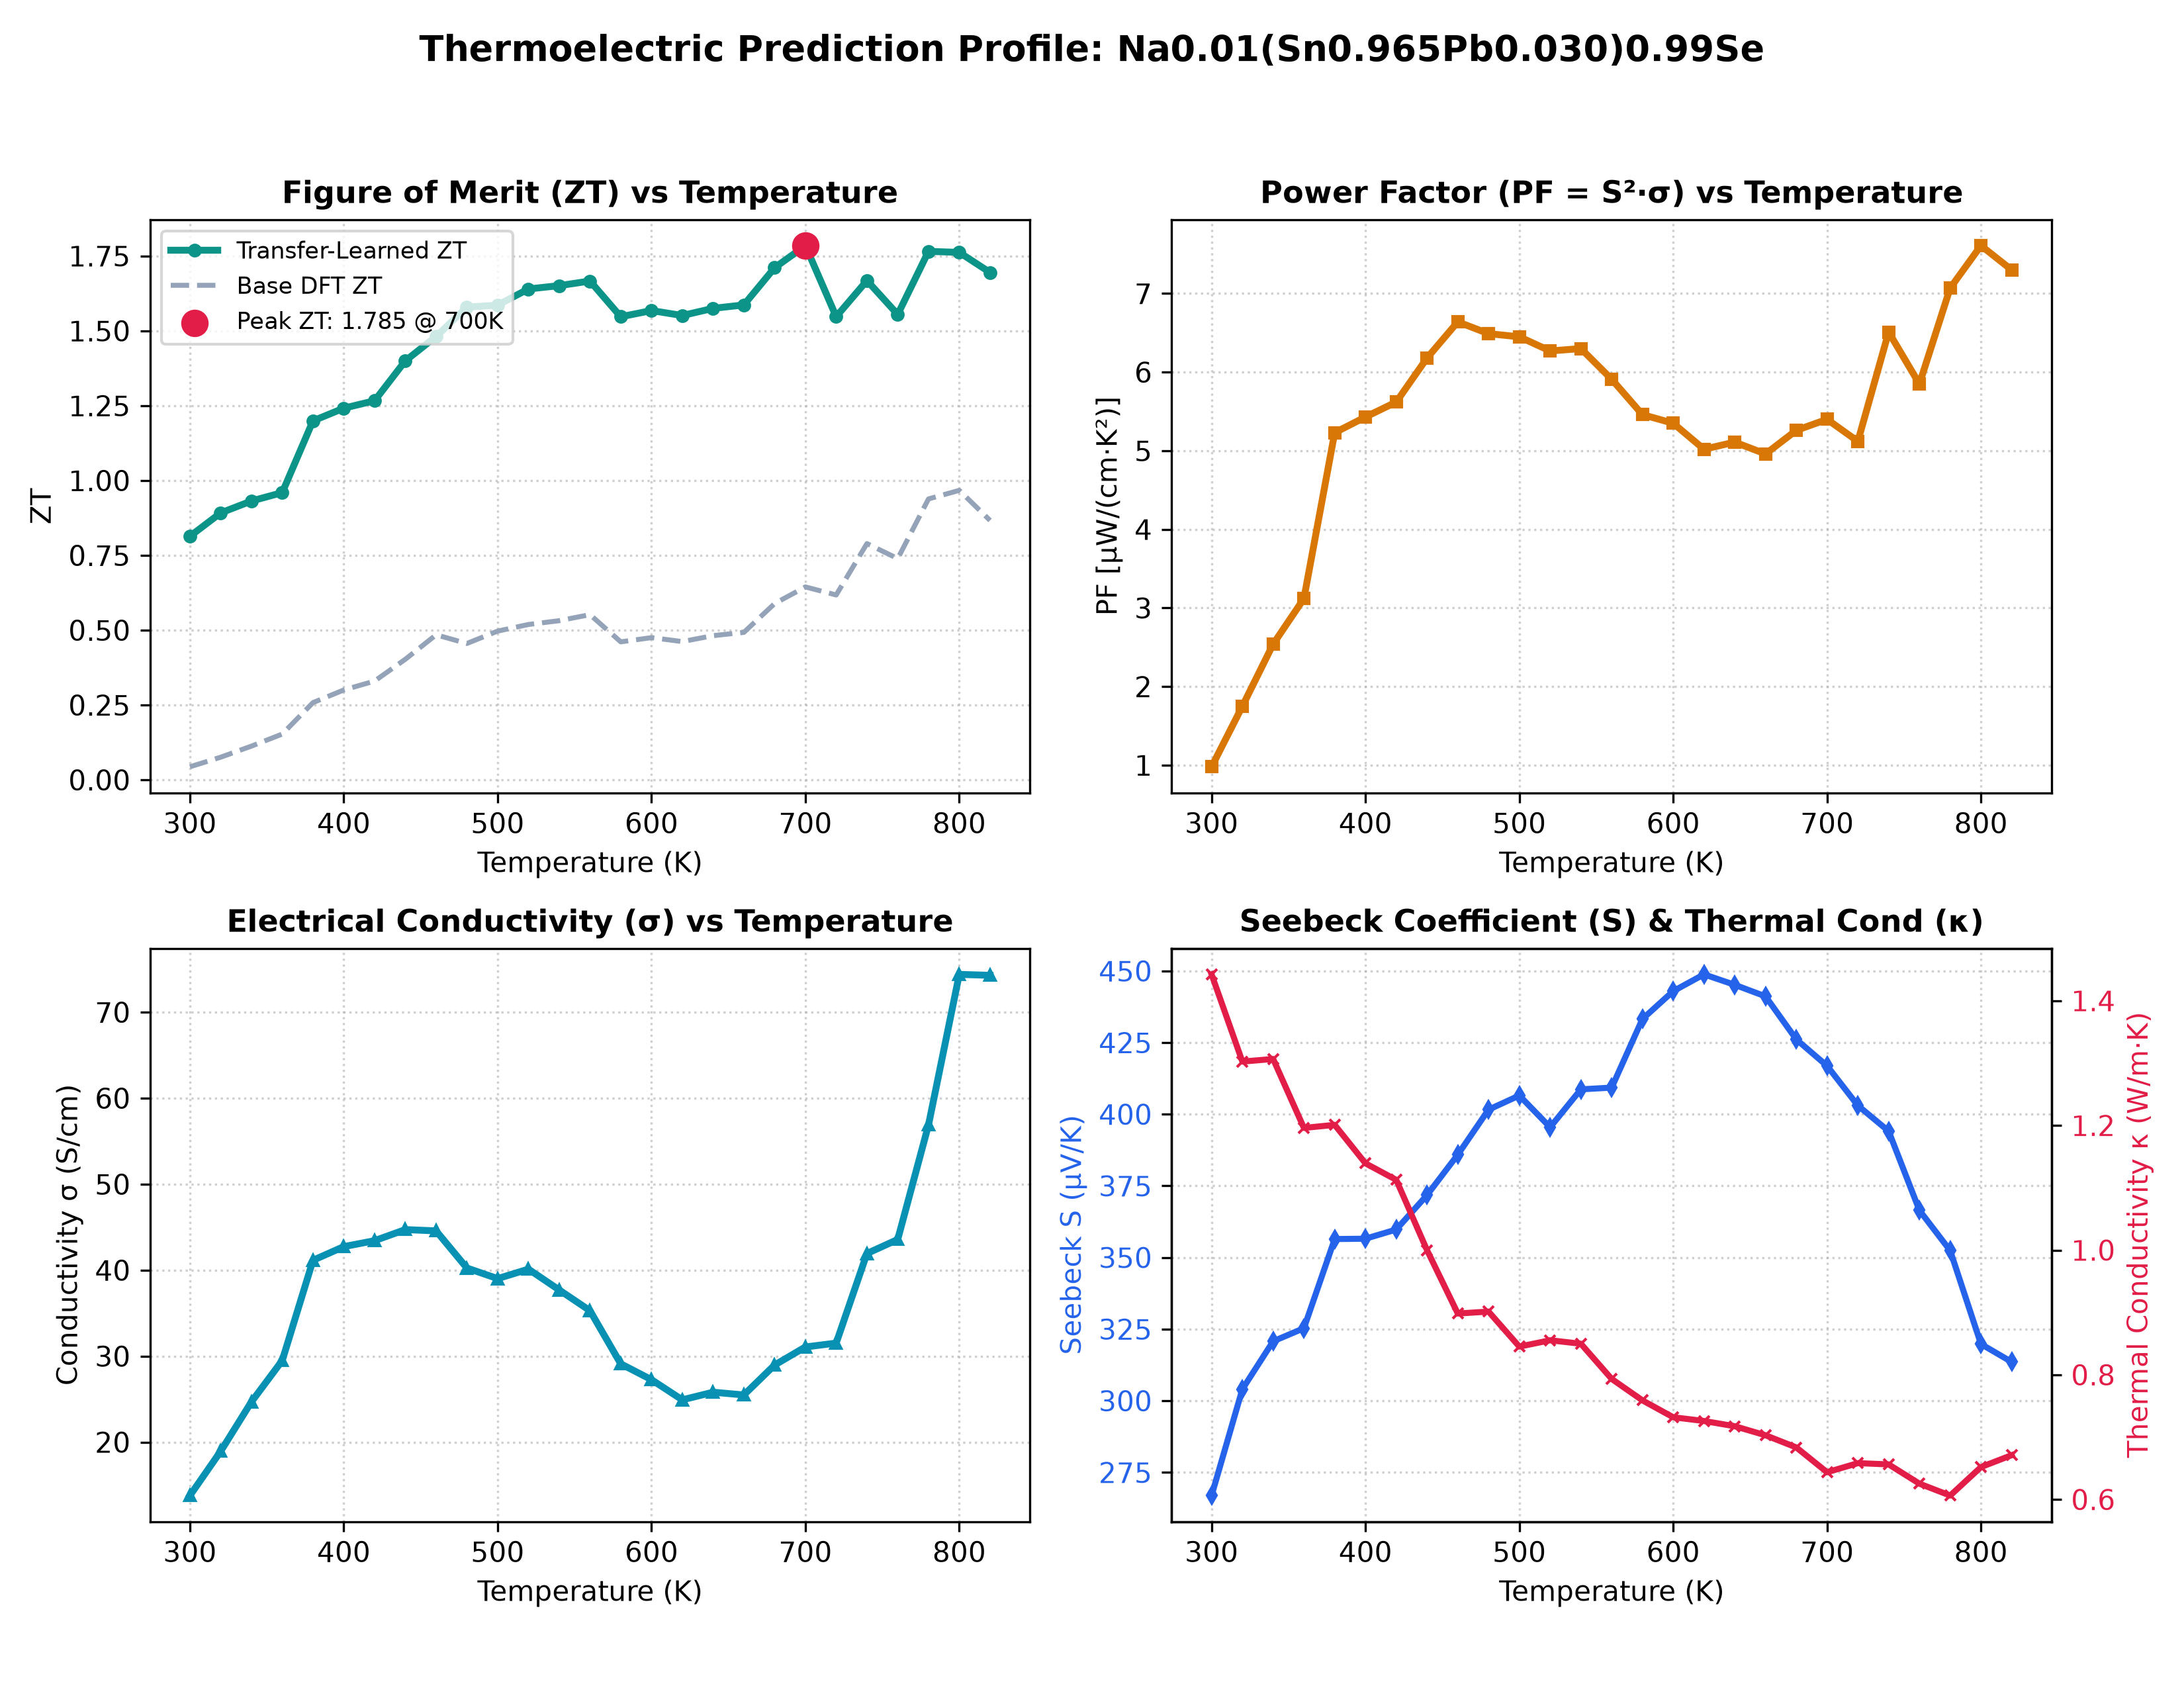 Thermoelectric Prediction Profile: Na0.01(Sn0.965Pb0.030)0.99Se
Figure of Merit (ZT) vs Temperature
ZT
1.75
1.50
1.25
1.00
0.75
0.50
0.25
0.00
Transfer-Learned ZT
Base DFT ZT
Peak ZT: 1.785 @ 700K
300 400 500 600 700 800
Temperature (K)
Power Factor (PF = S²·σ) vs Temperature
PF [μW/(cm·K²)]
7
6
5
4
3
2
1
300 400 500 600 700 800
Temperature (K)
Electrical Conductivity (σ) vs Temperature
Conductivity σ (S/cm)
70
60
50
40
30
20
300 400 500 600 700 800
Temperature (K)
Seebeck Coefficient (S) & Thermal Cond (κ)
Seebeck S (μV/K)
450
425
400
375
350
325
300
275
300 400 500 600 700 800
Temperature (K)
1.4
1.2
1.0
0.8
0.6
Thermal Conductivity κ (W/m·K)